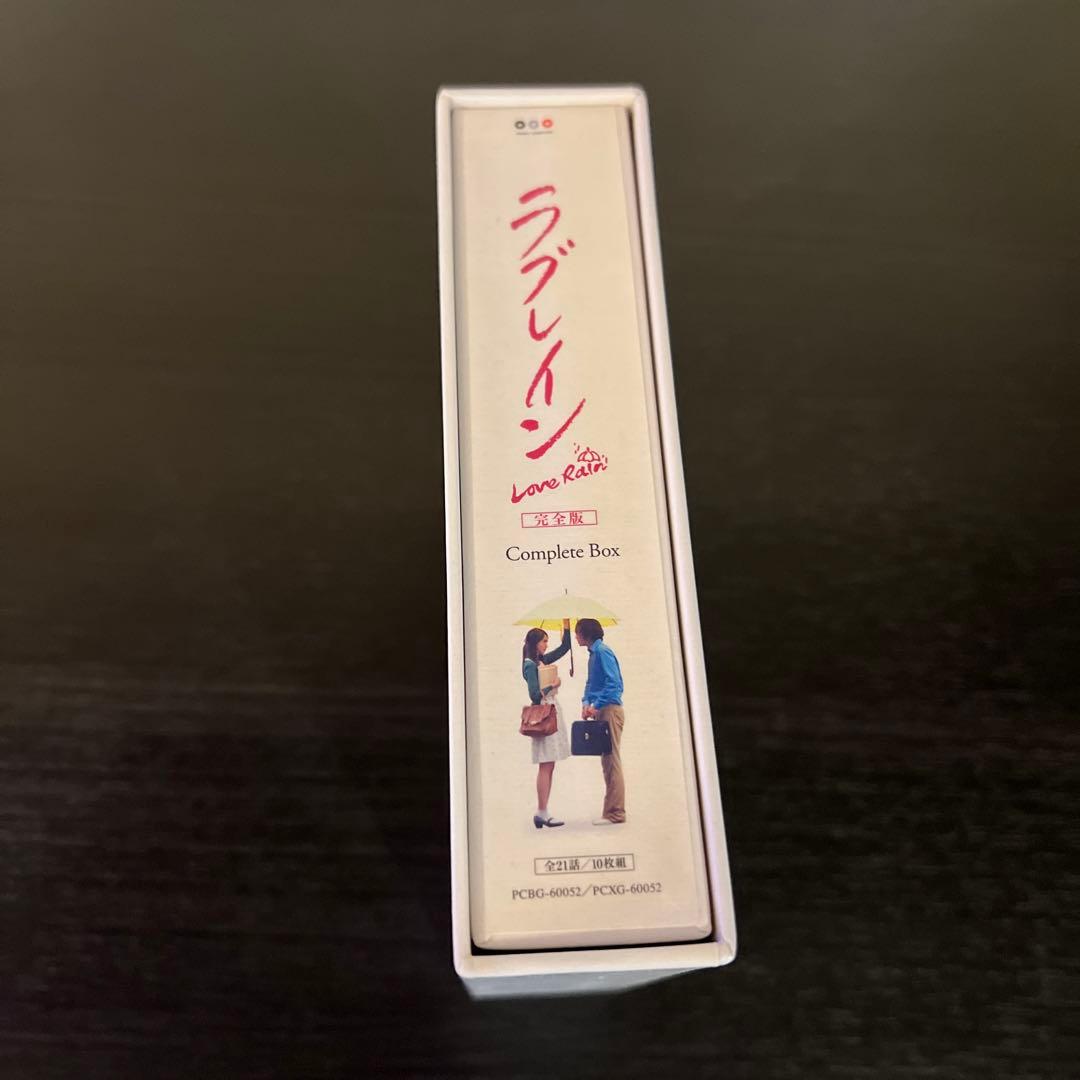 ラブレイン
Love Rain
完全版
Complete Box
全21話／10枚組
PCBG-60052／PCXG-60052